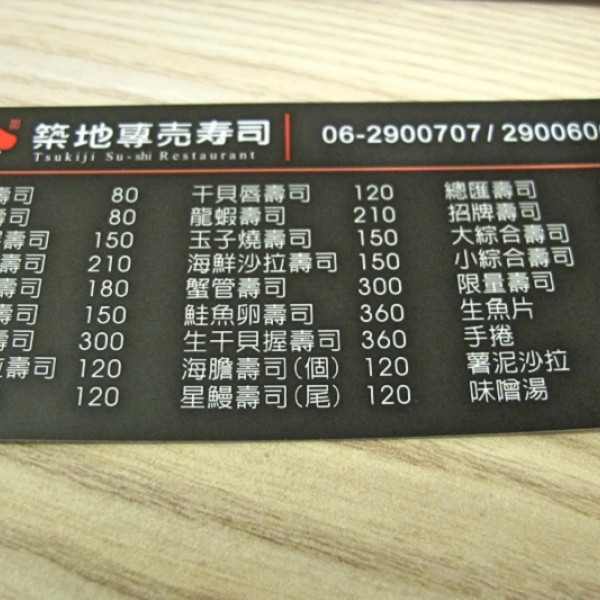 築地專売寿司 06-2900707 / 290060
Tsukiji Su-shi Restaurant
壽司 80 干貝唇壽司 120 總匯壽司
壽司 80 龍蝦壽司 210 招牌壽司
壽司 150 玉子燒壽司 150 大綜合壽司
壽司 210 海鮮沙拉壽司 150 小綜合壽司
壽司 180 蟹管壽司 300 限量壽司
壽司 150 鮭魚卵壽司 360 生魚片
壽司 300 生干貝握壽司 360 手捲
壽司 120 海膽壽司(個) 120 薯泥沙拉
120 星鰻壽司(尾) 120 味噌湯